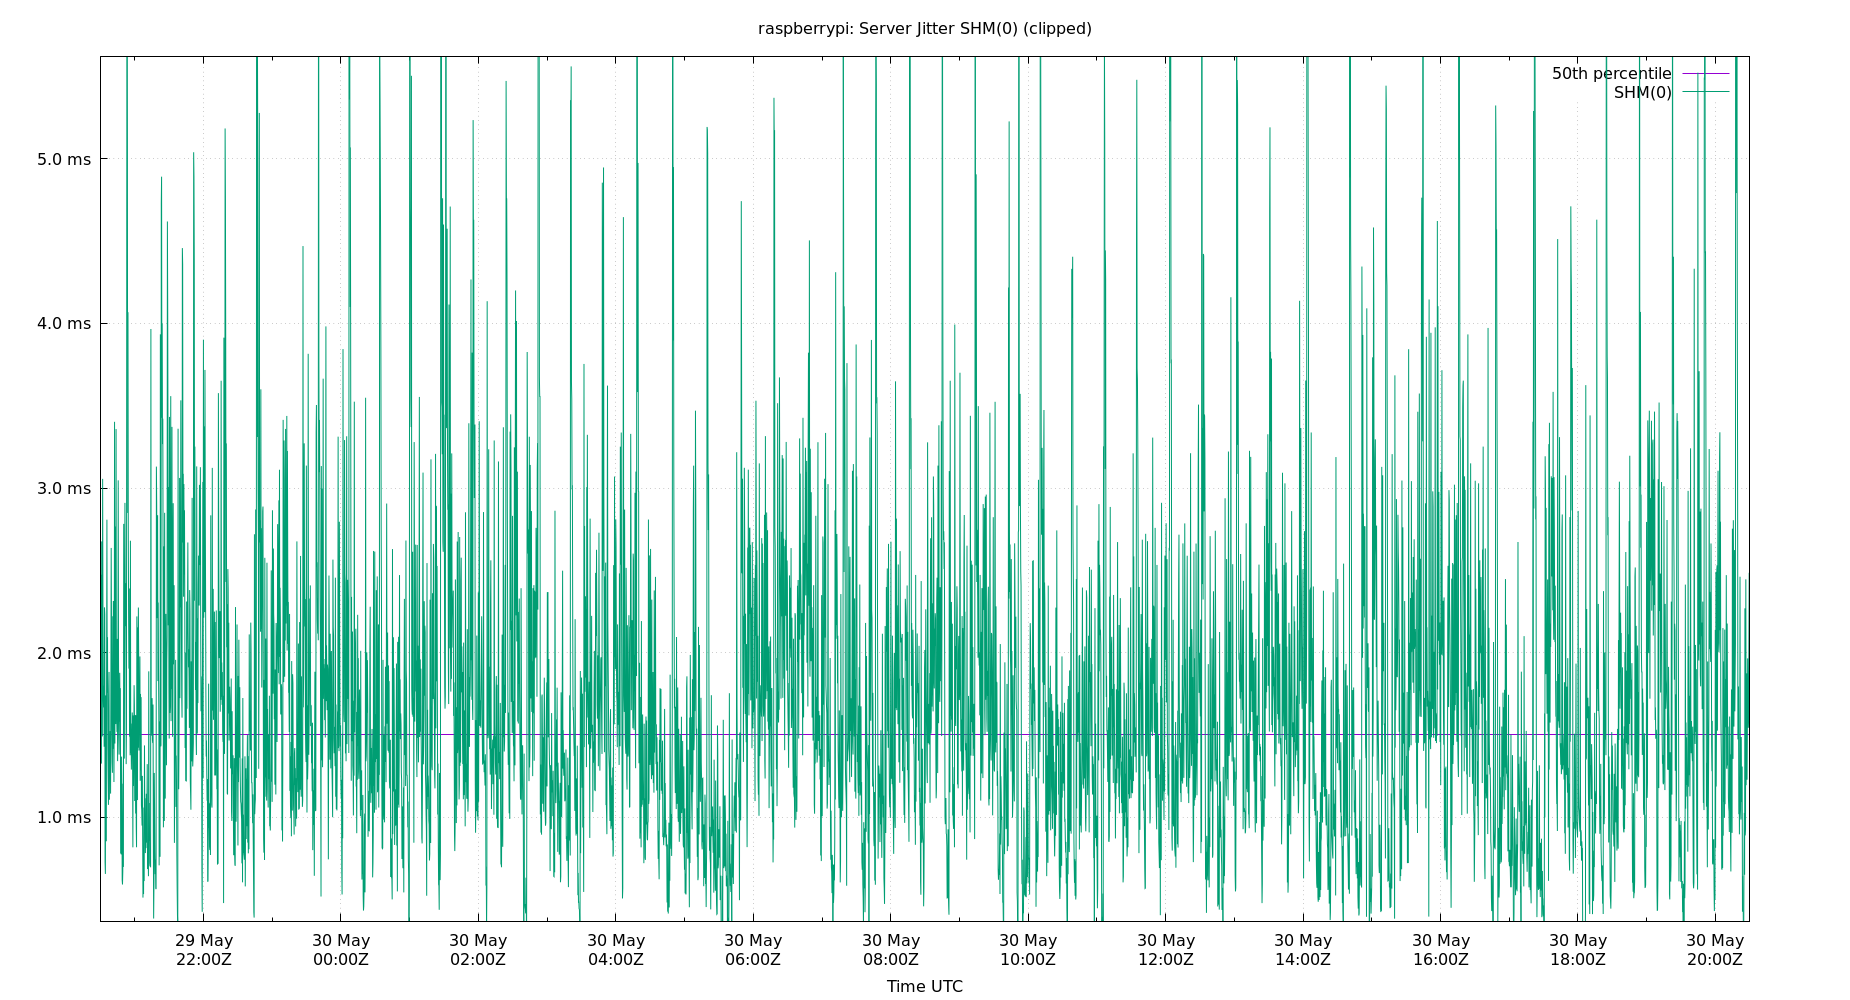 raspberrypi: Server Jitter SHM(0) (clipped)
50th percentile
SHM(0)
5.0 ms
4.0 ms
3.0 ms
2.0 ms
1.0 ms
29 May 30 May 30 May 30 May 30 May 30 May 30 May 30 May 30 May 30 May 30 May 30 May
22:00Z 00:00Z 02:00Z 04:00Z 06:00Z 08:00Z 10:00Z 12:00Z 14:00Z 16:00Z 18:00Z 20:00Z
Time UTC